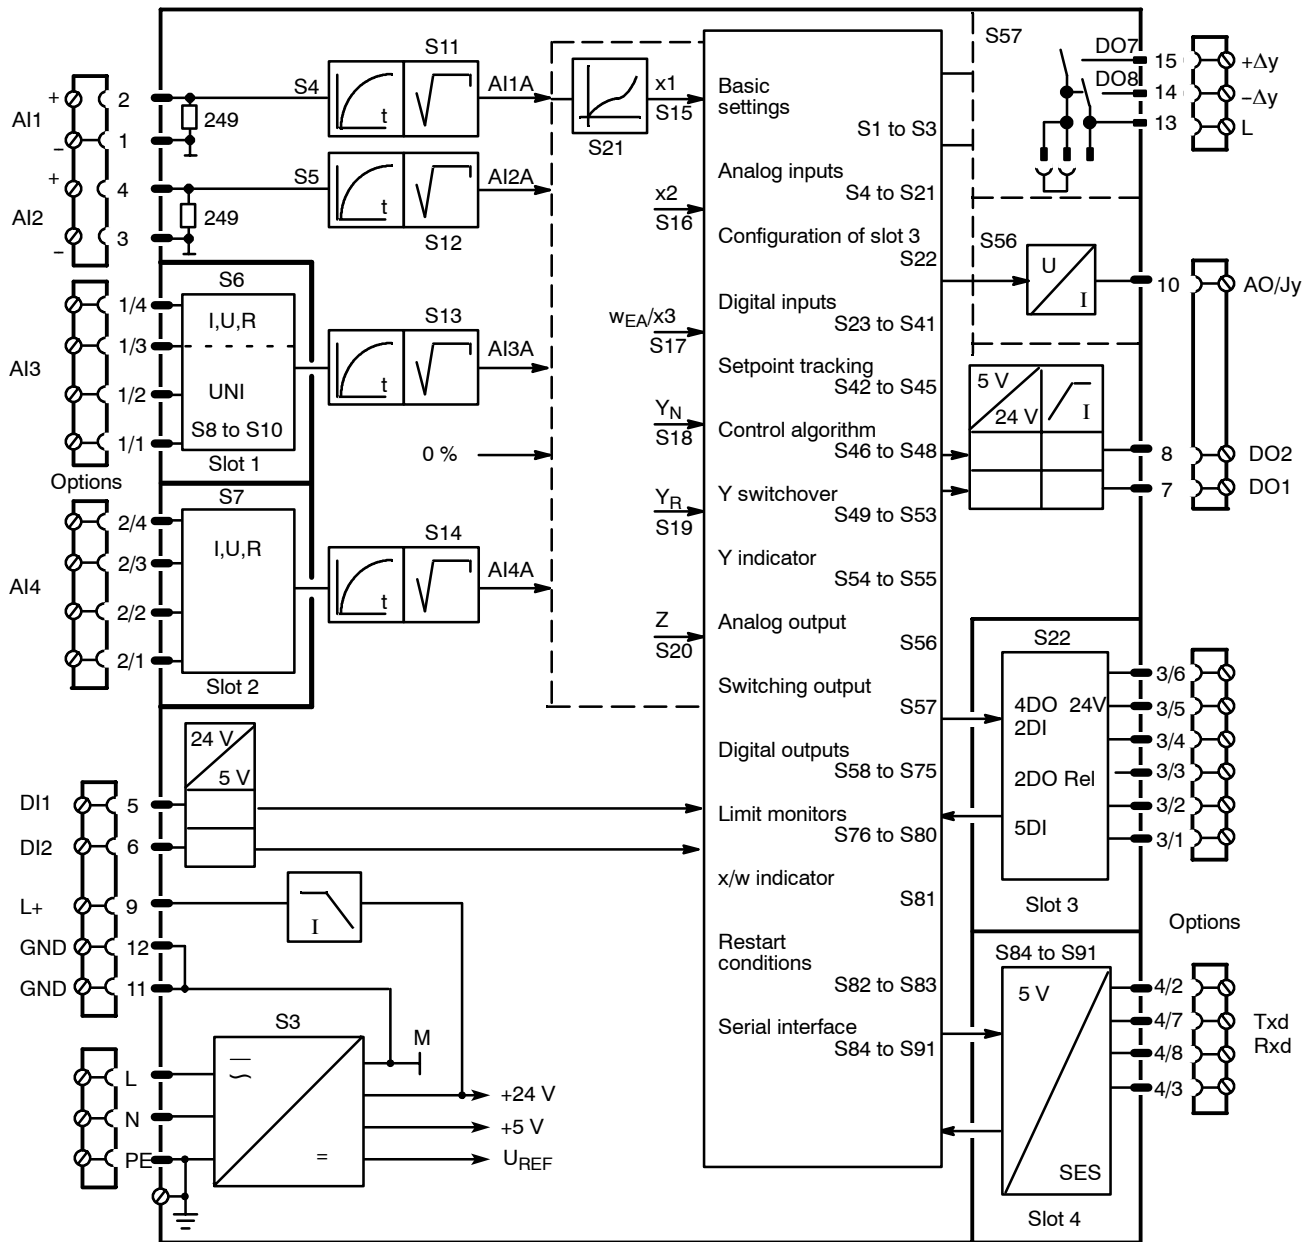 AI1
+
−
2
1
249
S4
S11
t
AI1A
S21
x1
S15
AI2
+
−
4
3
249
S5
S12
t
AI2A
x2
S16
AI3
1/4
1/3
1/2
1/1
S6
I,U,R
UNI
S8 to S10
Slot 1
S13
t
AI3A
wEA/x3
S17
0 %
YN
S18
YR
S19
Options
AI4
2/4
2/3
2/2
2/1
S7
I,U,R
Slot 2
S14
t
AI4A
Z
S20
24 V
5 V
DI1
5
DI2
6
L+
9
I
GND
12
GND
11
S3
M
L
N
PE
=
+24 V
+5 V
UREF
Basic
settings
S1 to S3
Analog inputs
S4 to S21
Configuration of slot 3
S22
Digital inputs
S23 to S41
Setpoint tracking
S42 to S45
Control algorithm
S46 to S48
Y switchover
S49 to S53
Y indicator
S54 to S55
Analog output
S56
Switching output
S57
Digital outputs
S58 to S75
Limit monitors
S76 to S80
x/w indicator
S81
Restart
conditions
S82 to S83
Serial interface
S84 to S91
S57
DO7
15
+Δy
DO8
14
−Δy
13
L
S56
U
I
10
AO/Jy
5 V
24 V
I
8
DO2
7
DO1
S22
4DO 24V
2DI
2DO Rel
5DI
Slot 3
3/6
3/5
3/4
3/3
3/2
3/1
Options
S84 to S91
5 V
SES
Slot 4
4/2
4/7
4/8
4/3
Txd
Rxd